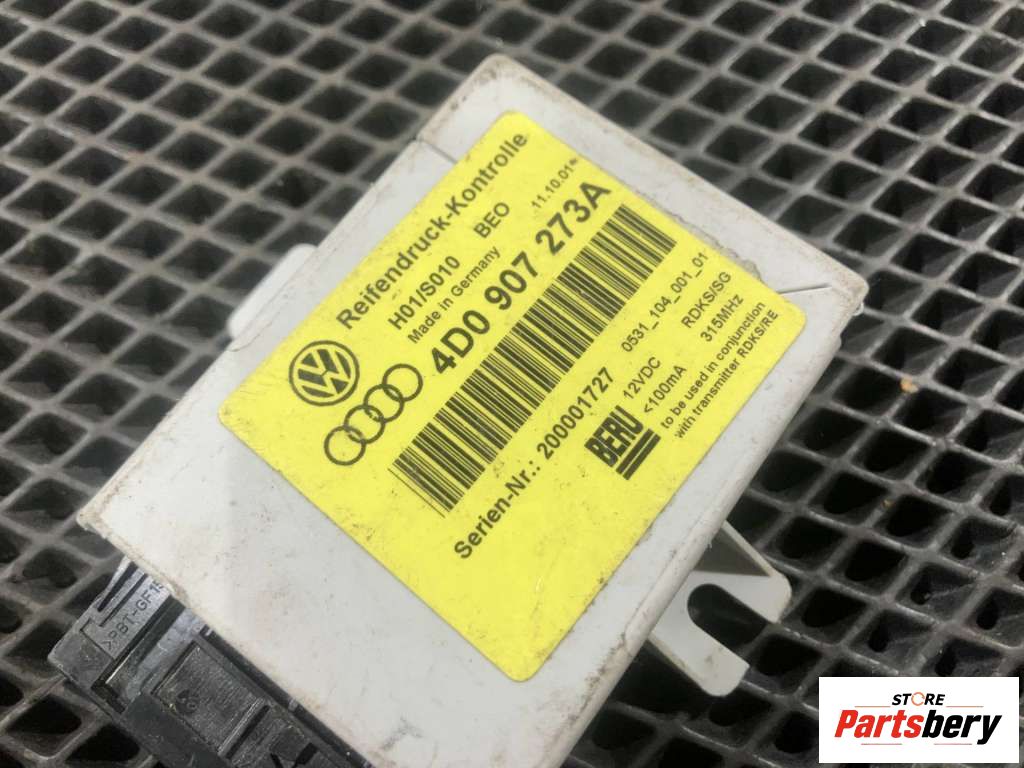 Reifendruck-Kontrolle
H01/S010 BEO 11.10.01*
Made in Germany
4D0 907 273A
Serien-Nr.: 200001727 0531_104_001_01
BERU
12VDC RDKS/SG
<100mA 315MHz
to be used in conjunction
with transmitter RDKS/RE
>PBT-GF15
STORE
Partsbery